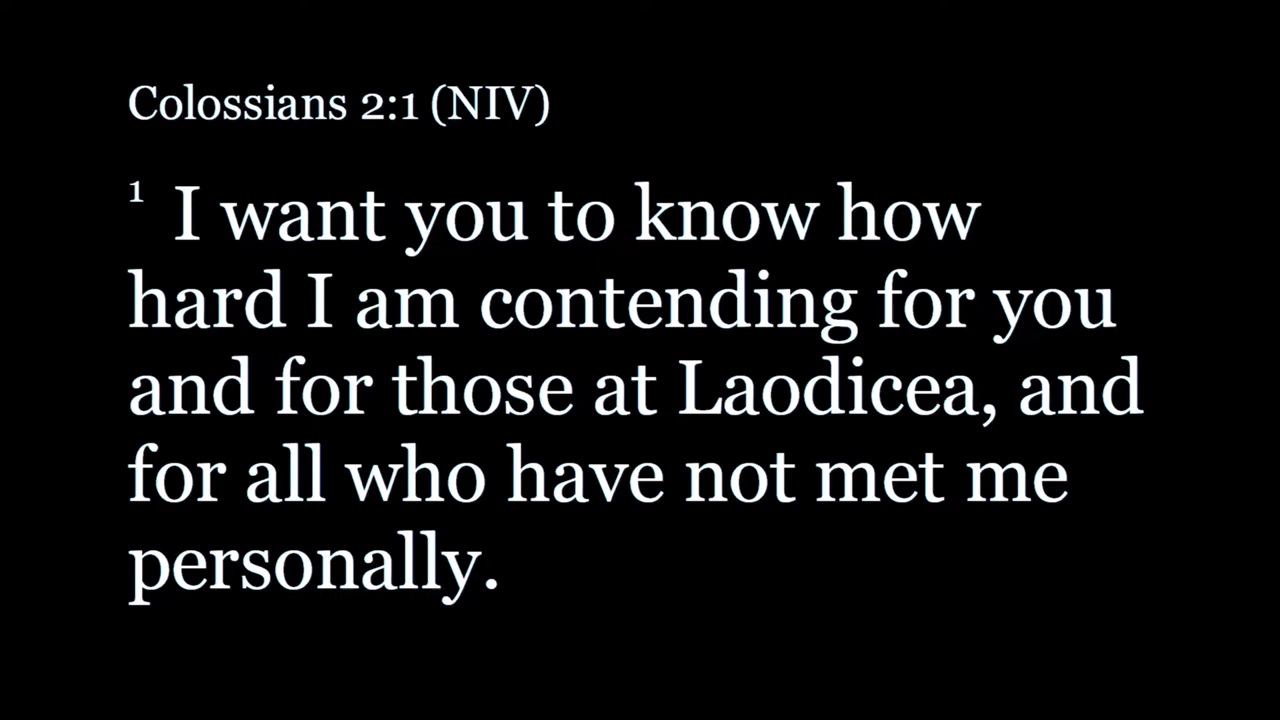 Colossians 2:1 (NIV)
1 I want you to know how
hard I am contending for you
and for those at Laodicea, and
for all who have not met me
personally.